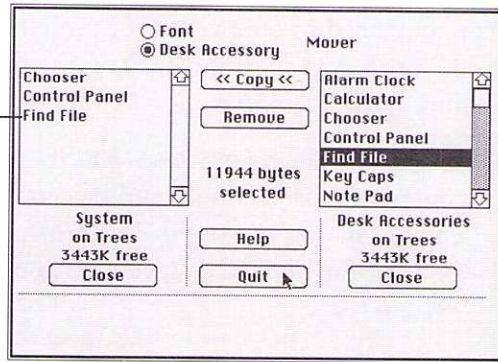 Font
Desk Accessory
Mover
Chooser
Control Panel
Find File
<< Copy <<
Remove
11944 bytes
selected
Alarm Clock
Calculator
Chooser
Control Panel
Find File
Key Caps
Note Pad
System
on Trees
3443K free
Close
Help
Quit
Desk Accessories
on Trees
3443K free
Close